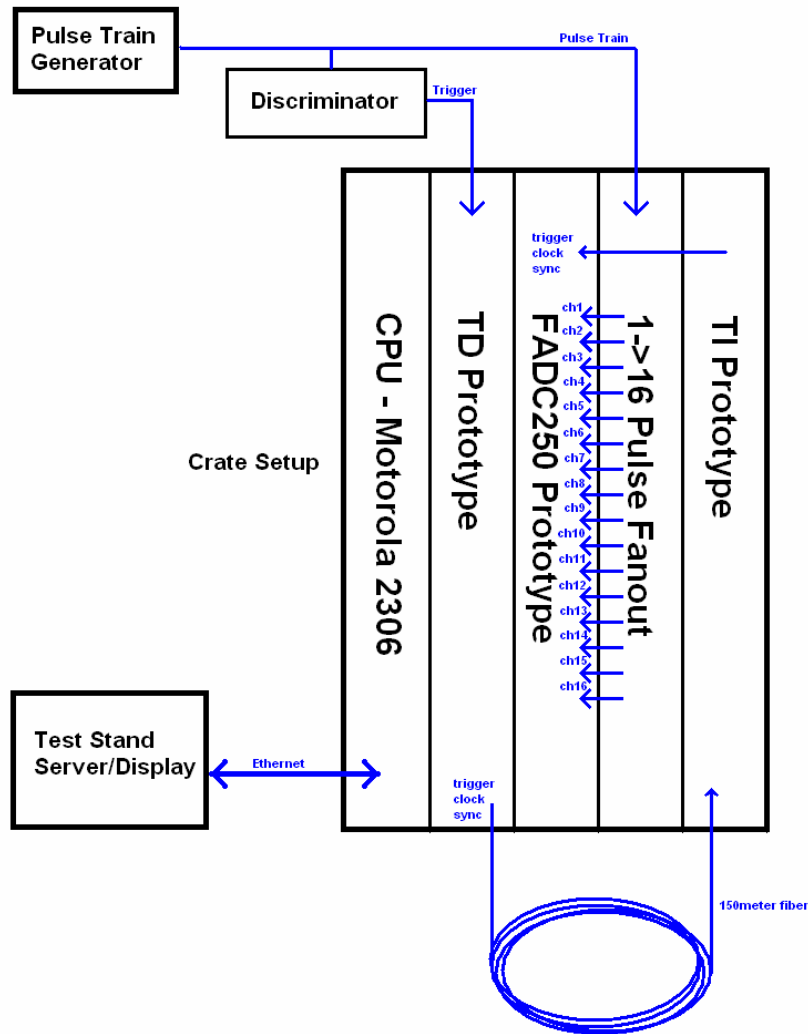 Pulse Train
Generator
Pulse Train
Discriminator
Trigger
trigger
clock
sync
ch1
ch2
ch3
ch4
ch5
ch6
ch7
ch8
ch9
ch10
ch11
ch12
ch13
ch14
ch15
ch16
CPU - Motorola 2306
TD Prototype
FADC250 Prototype
1->16 Pulse Fanout
TI Prototype
Crate Setup
Test Stand
Server/Display
Ethernet
trigger
clock
sync
150meter fiber